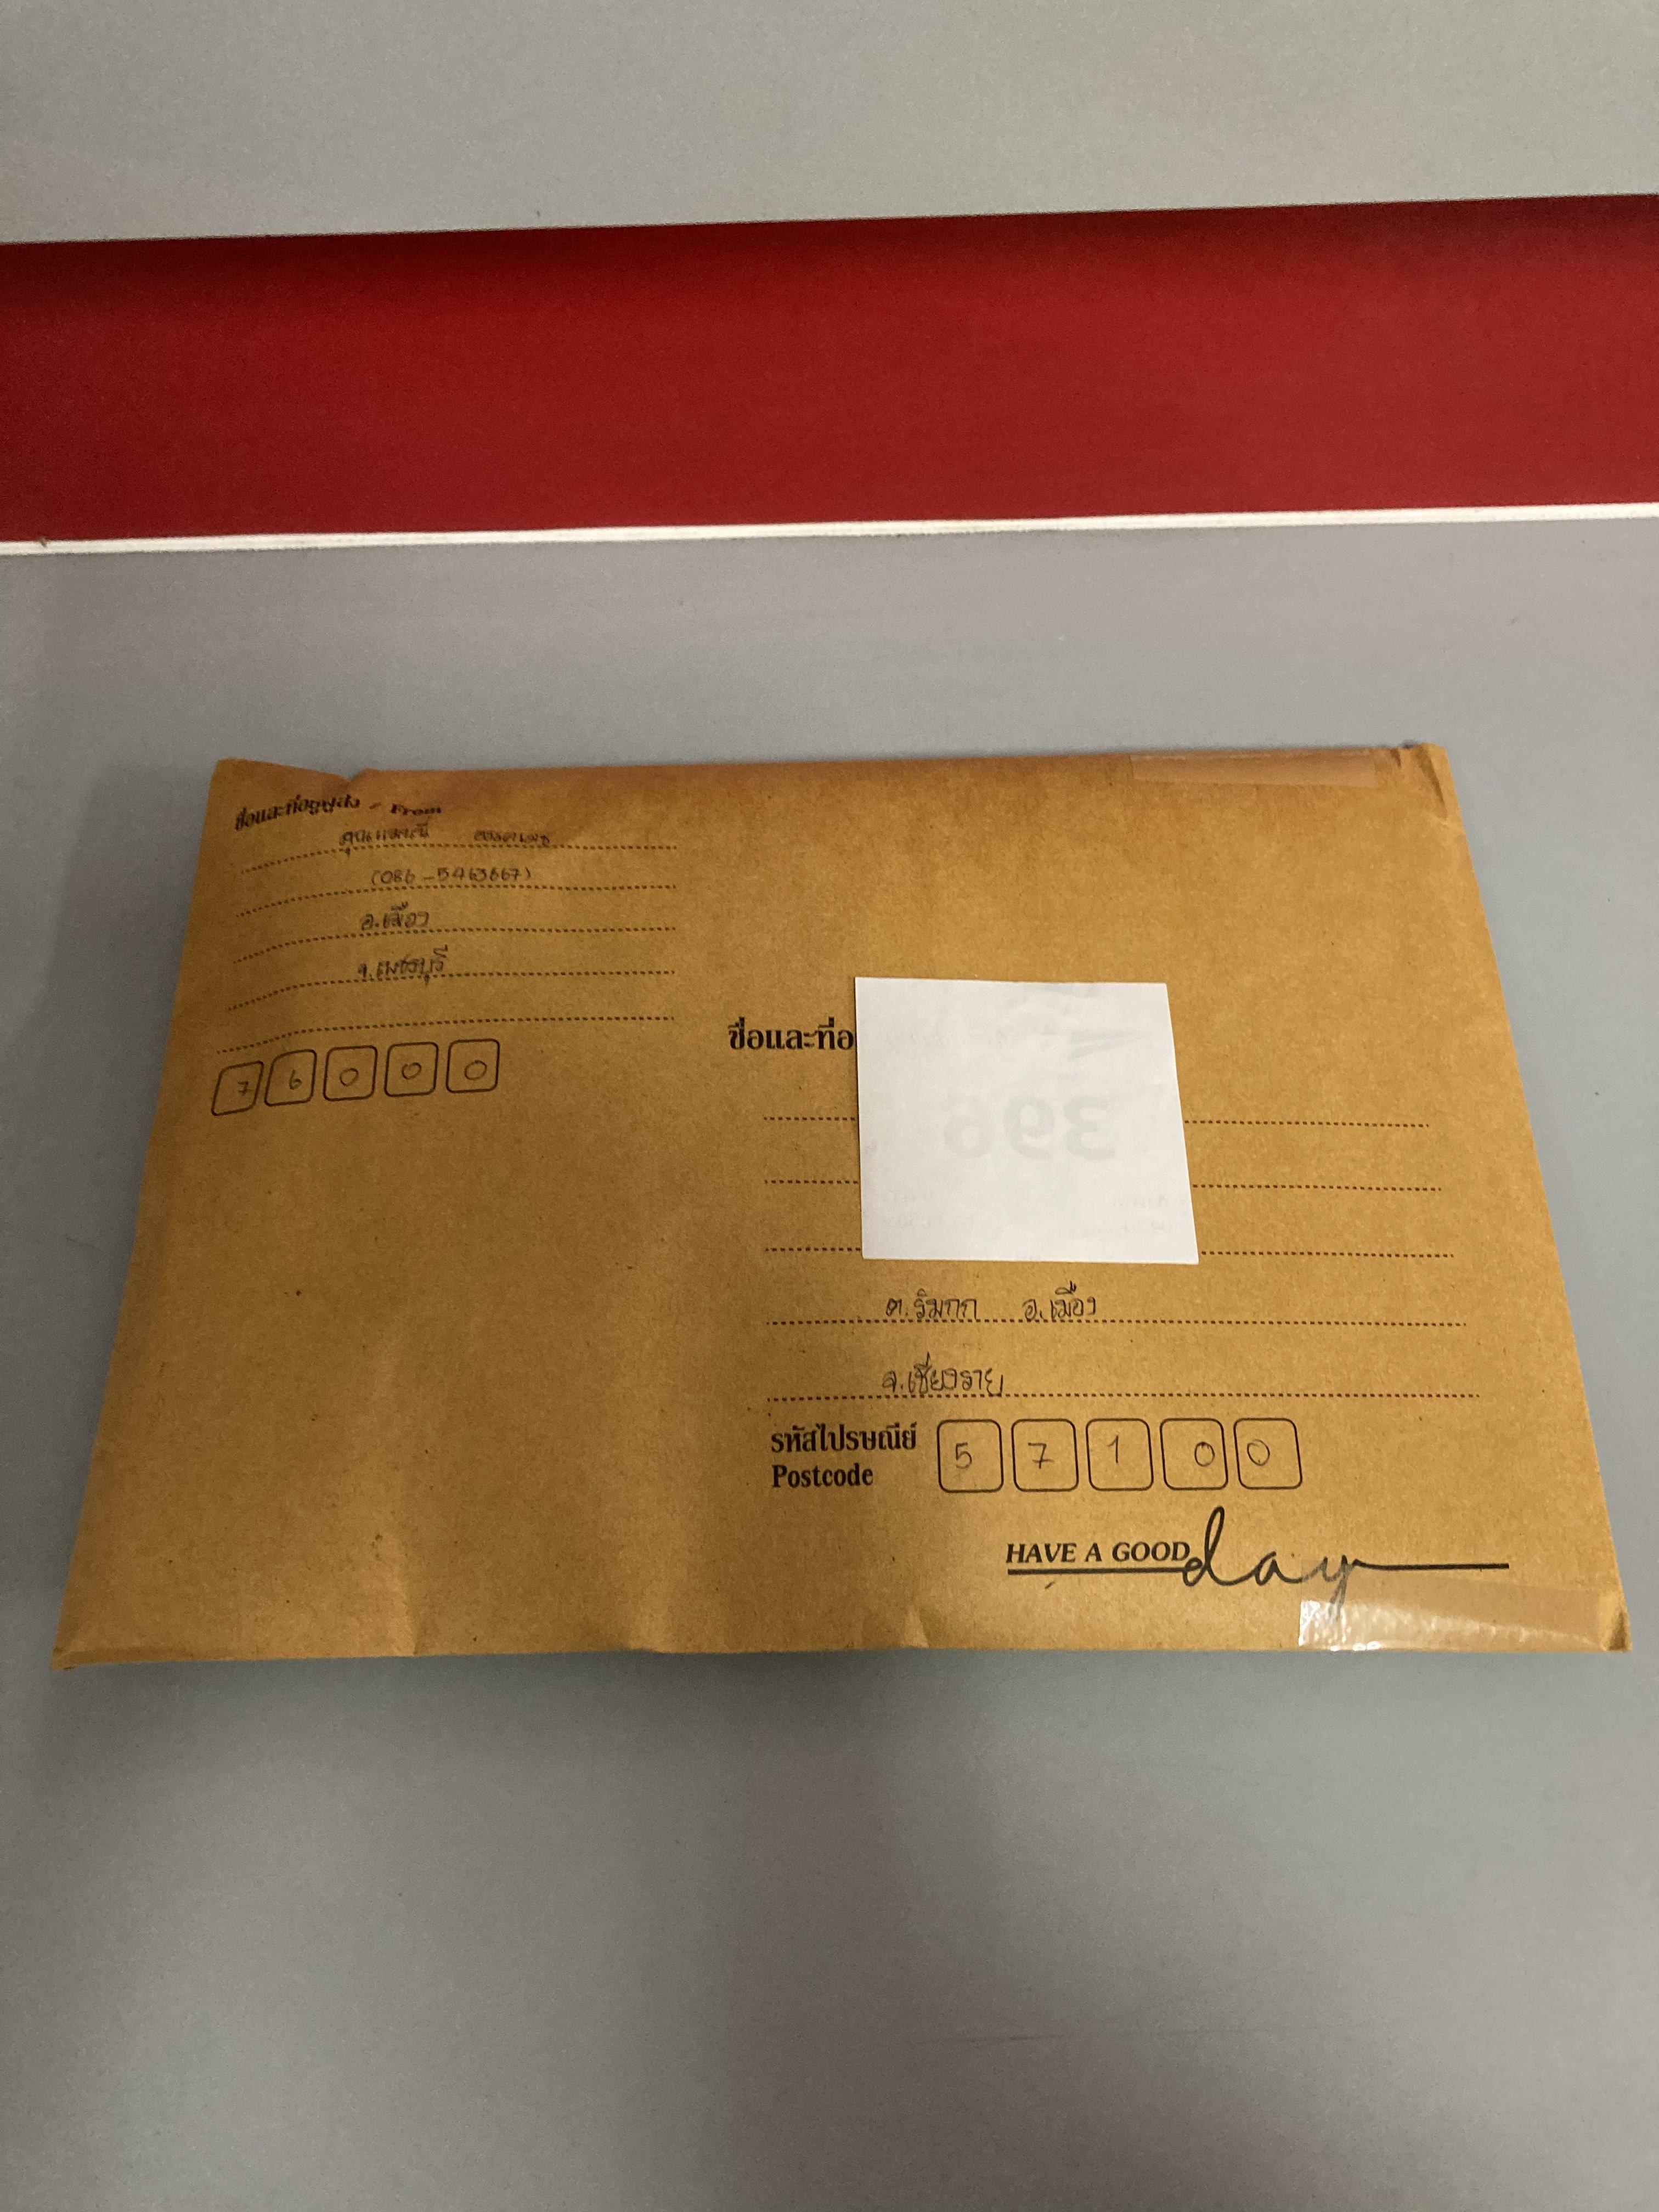 ชื่อและที่อยู่ผู้ส่ง - From
(086-5463667)
อ.เมือง
จ.เพชรบุรี
76000
ชื่อและที่อ
396
ต.ริมกก อ.เมือง
จ.เชียงราย
รหัสไปรษณีย์
Postcode 57100
HAVE A GOOD day